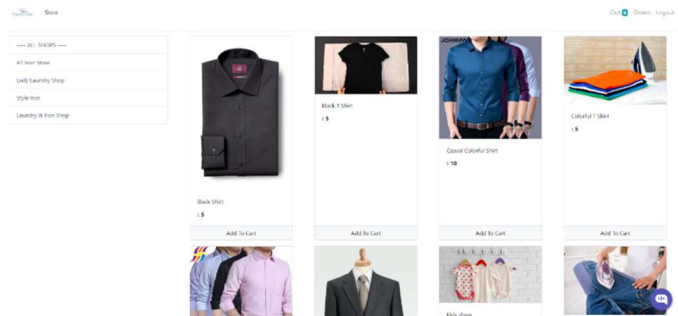 Store
Cart
Orders
Logout
---- ALL SHOPS ----
A1 Iron Store
Lady Laundry Shop
Style Iron
Laundry & Iron Shop
Black Shirt
$ 5
Add To Cart
Black T Shirt
$ 5
Add To Cart
Casual Colorful Shirt
$ 10
Add To Cart
Colorful T Shirt
$ 5
Add To Cart
Kids dress